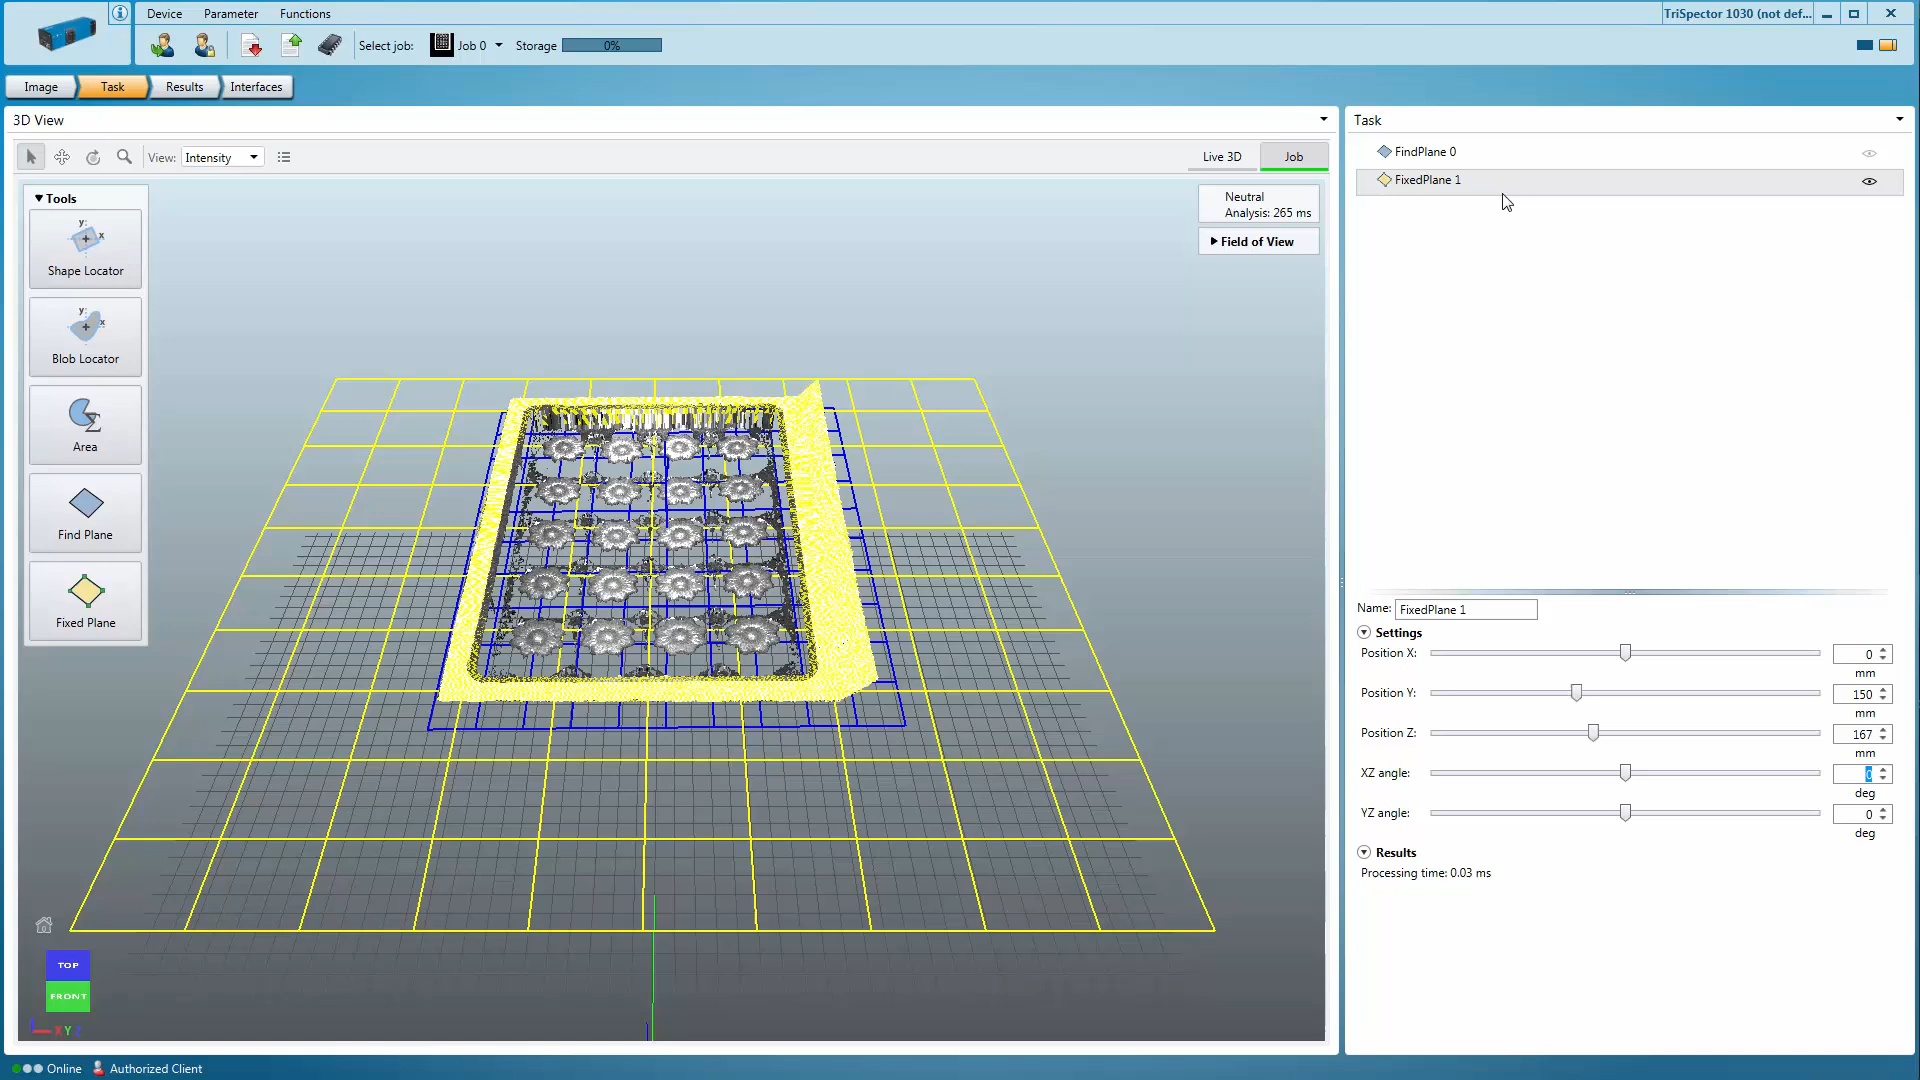 Device Parameter Functions
TriSpector 1030 (not def...
Select job: Job 0 Storage 0%
Image Task Results Interfaces
3D View
View: Intensity
Live 3D Job
Tools
y: x
Shape Locator
y: x
Blob Locator
Area
Find Plane
Fixed Plane
Neutral
Analysis: 265 ms
Field of View
TOP
FRONT
X Y Z
Task
FindPlane 0
FixedPlane 1
Name: FixedPlane 1
Settings
Position X: 0
mm
Position Y: 150
mm
Position Z: 167
mm
XZ angle: 0
deg
YZ angle: 0
deg
Results
Processing time: 0.03 ms
Online Authorized Client